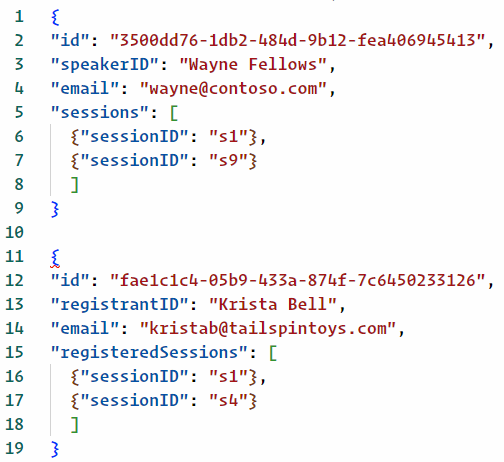 1 {
2 "id": "3500dd76-1db2-484d-9b12-fea406945413",
3 "speakerID": "Wayne Fellows",
4 "email": "wayne@contoso.com",
5 "sessions": [
6 {"sessionID": "s1"},
7 {"sessionID": "s9"}
8 ]
9 }
10
11 {
12 "id": "fae1c1c4-05b9-433a-874f-7c6450233126",
13 "registrantID": "Krista Bell",
14 "email": "kristab@tailspintoys.com",
15 "registeredSessions": [
16 {"sessionID": "s1"},
17 {"sessionID": "s4"}
18 ]
19 }